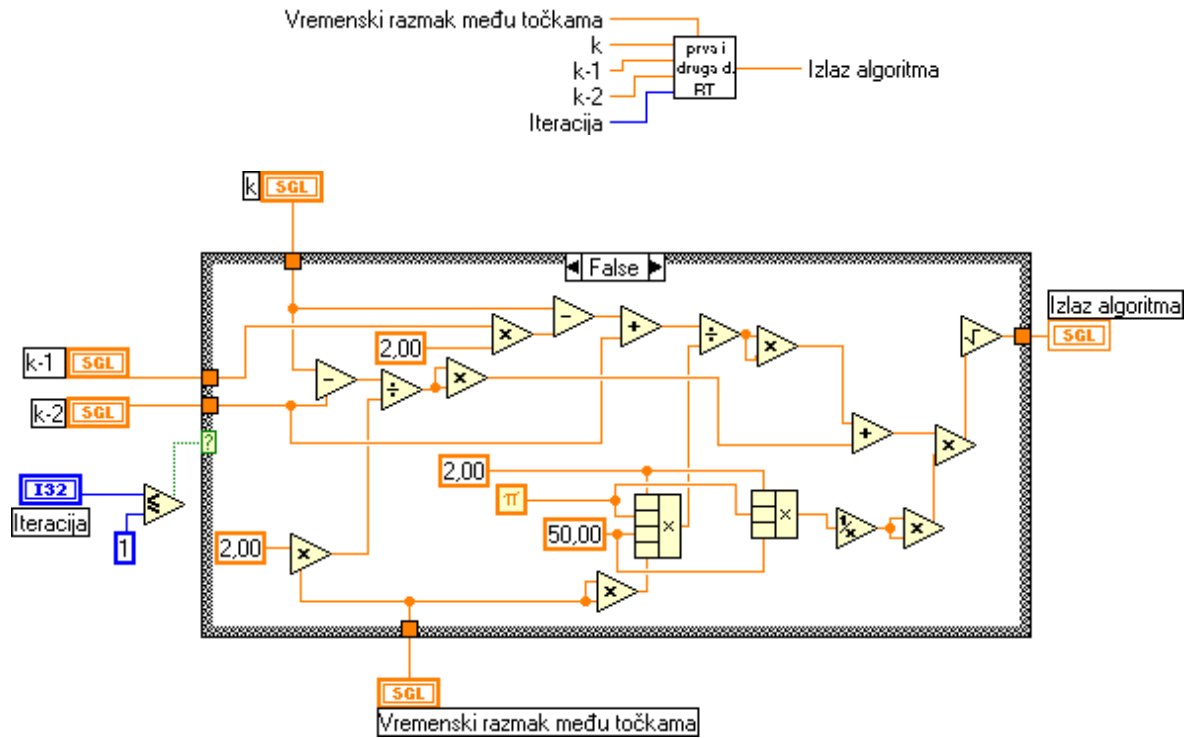 Vremenski razmak među točkama
k
k-1
k-2
Iteracija
prva i
druga d.
RT
Izlaz algoritma
k
SGL
False
Izlaz algoritma
SGL
-
+
÷
×
√
×
2,00
k-1
SGL
-
÷
×
k-2
SGL
?
+
×
2,00
I32
≤
π
×
×
1/x
×
Iteracija
50,00
1
2,00
×
×
SGL
Vremenski razmak među točkama